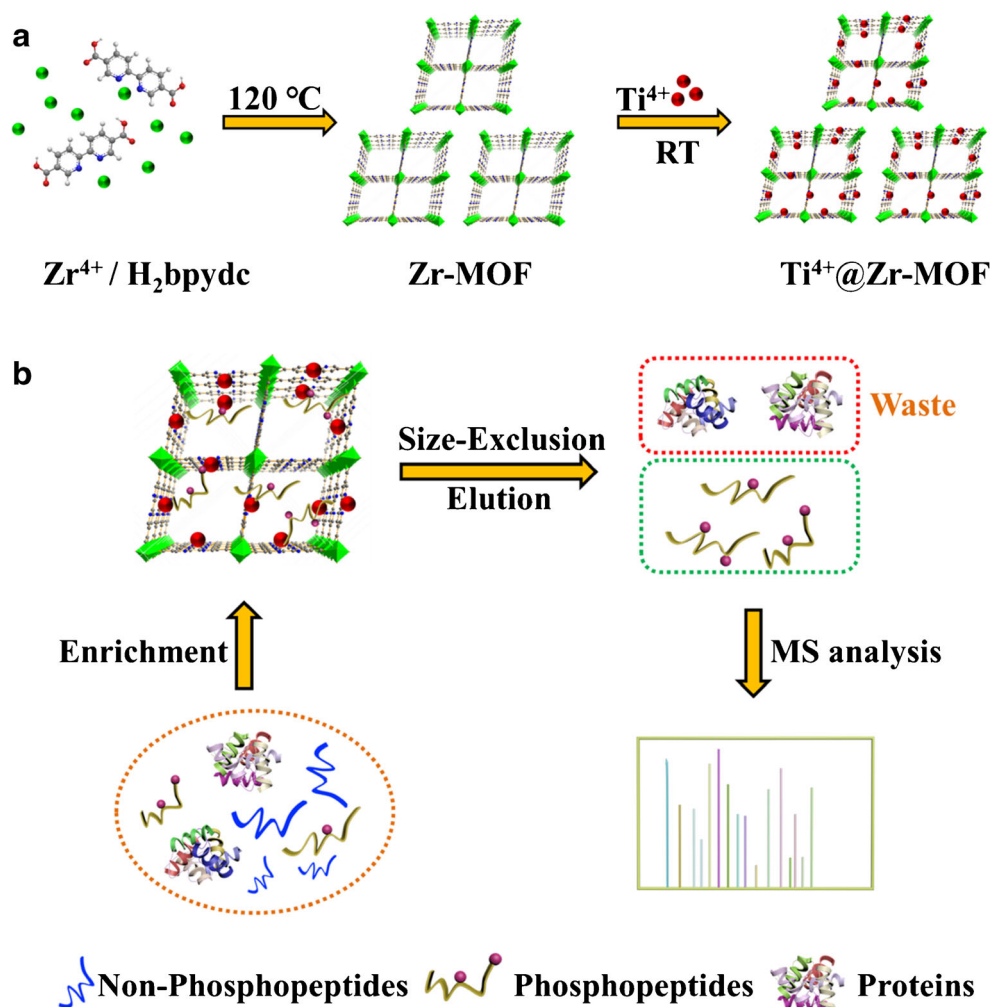 a
120 °C
Ti⁴⁺
RT
Zr⁴⁺ / H₂bpydc
Zr-MOF
Ti⁴⁺@Zr-MOF
b
Size-Exclusion
Elution
Waste
Enrichment
MS analysis
Non-Phosphopeptides
Phosphopeptides
Proteins